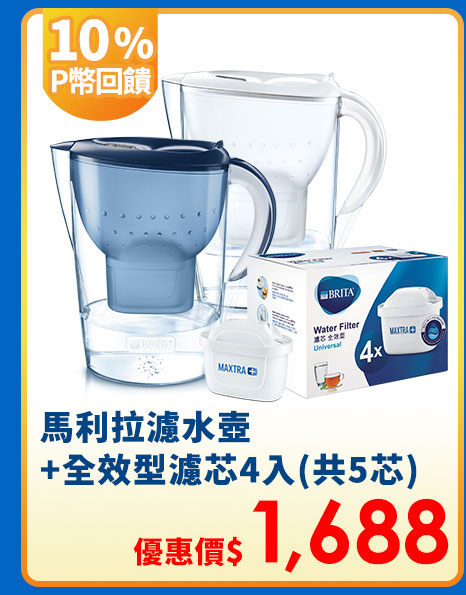 10%
P幣回饋
BRITA
BRITA
Water Filter
濾芯 全效型
Universal
4x
MAXTRA+
MAXTRA+
馬利拉濾水壺
+全效型濾芯4入(共5芯)
優惠價$1,688